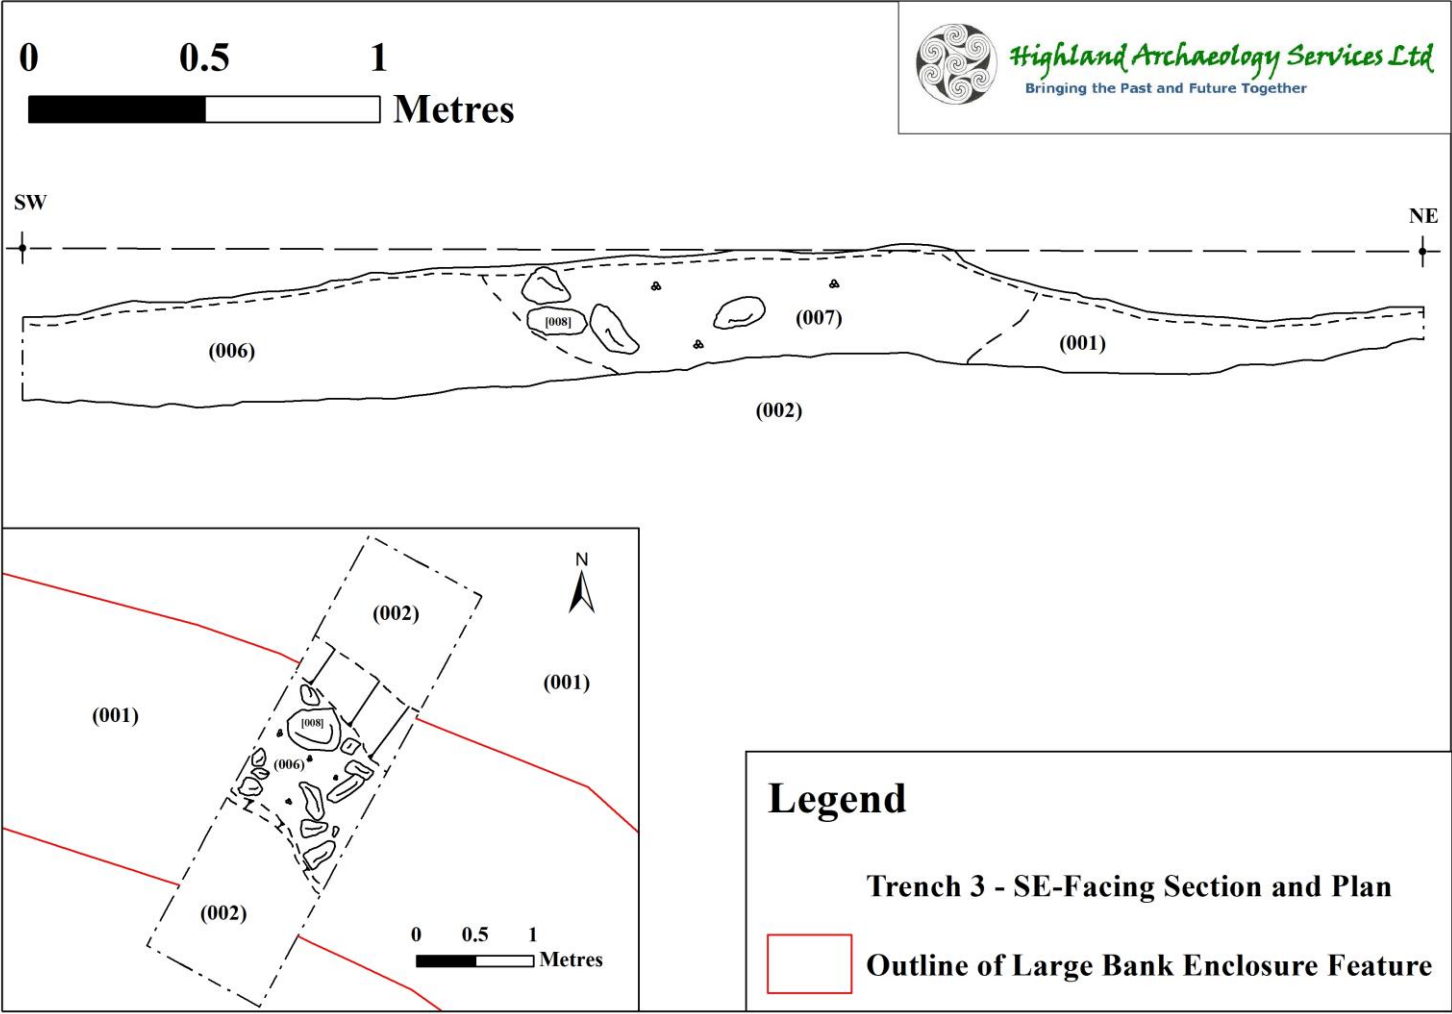 0 0.5 1
Metres
Highland Archaeology Services Ltd
Bringing the Past and Future Together
SW
NE
[008]
(007)
(006)
(001)
(002)
N
(002)
(001)
(001)
[008]
(006)
(002)
0 0.5 1
Metres
Legend
Trench 3 - SE-Facing Section and Plan
Outline of Large Bank Enclosure Feature